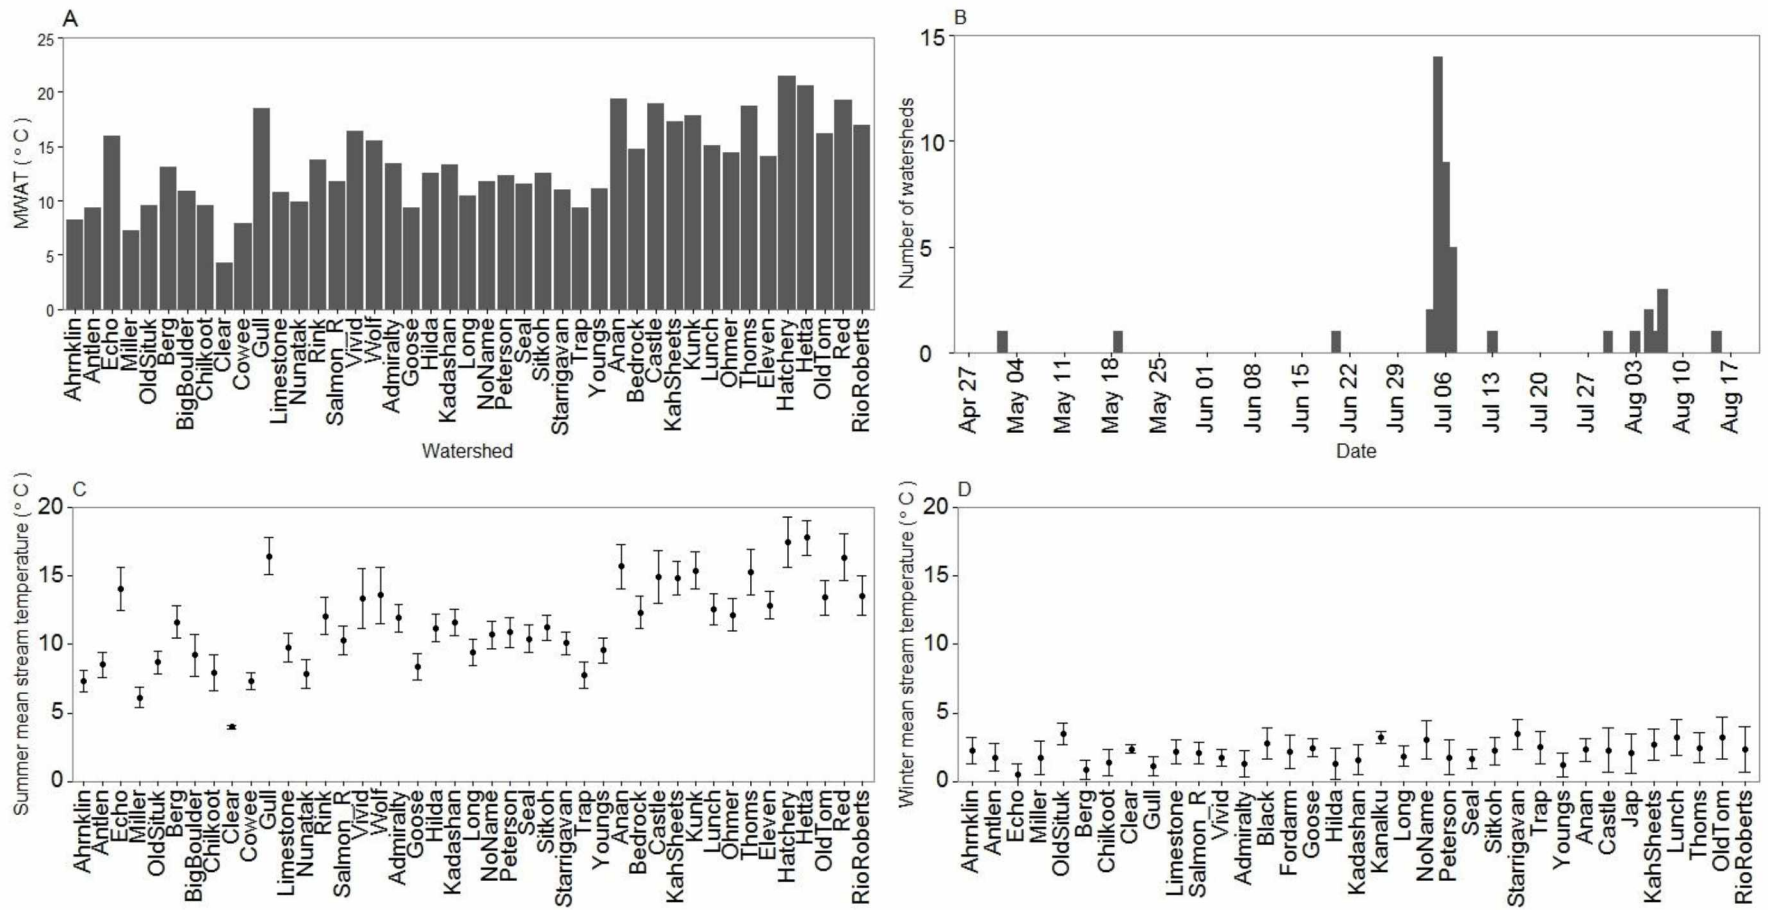 A
25
20
15
10
5
0
MWAT ( ° C )
Ahrnklin
Antlen
Echo
Miller
OldSituk
Berg
BigBoulder
Chilkoot
Clear
Cowee
Gull
Limestone
Nunatak
Rink
Salmon_R
Vivid
Wolf
Admiralty
Goose
Hilda
Kadashan
Long
NoName
Peterson
Seal
Sitkoh
Starrigavan
Trap
Youngs
Anan
Bedrock
Castle
KahSheets
Kunk
Lunch
Ohmer
Thoms
Eleven
Hatchery
Hetta
OldTom
Red
RioRoberts
Watershed
B
15
10
5
0
Number of watersheds
Apr 27
May 04
May 11
May 18
May 25
Jun 01
Jun 08
Jun 15
Jun 22
Jun 29
Jul 06
Jul 13
Jul 20
Jul 27
Aug 03
Aug 10
Aug 17
Date
C
20
15
10
5
0
Summer mean stream temperature ( ° C )
Ahrnklin
Antlen
Echo
Miller
OldSituk
Berg
BigBoulder
Chilkoot
Clear
Cowee
Gull
Limestone
Nunatak
Rink
Salmon_R
Vivid
Wolf
Admiralty
Goose
Hilda
Kadashan
Long
NoName
Peterson
Seal
Sitkoh
Starrigavan
Trap
Youngs
Anan
Bedrock
Castle
KahSheets
Kunk
Lunch
Ohmer
Thoms
Eleven
Hatchery
Hetta
OldTom
Red
RioRoberts
D
20
15
10
5
0
Winter mean stream temperature ( ° C )
Ahrnklin
Antlen
Echo
Miller
OldSituk
Berg
Chilkoot
Clear
Gull
Limestone
Salmon_R
Vivid
Admiralty
Black
Fordarm
Goose
Hilda
Kadashan
Kanalku
Long
NoName
Peterson
Seal
Sitkoh
Starrigavan
Trap
Youngs
Anan
Castle
Jap
KahSheets
Lunch
Thoms
OldTom
RioRoberts